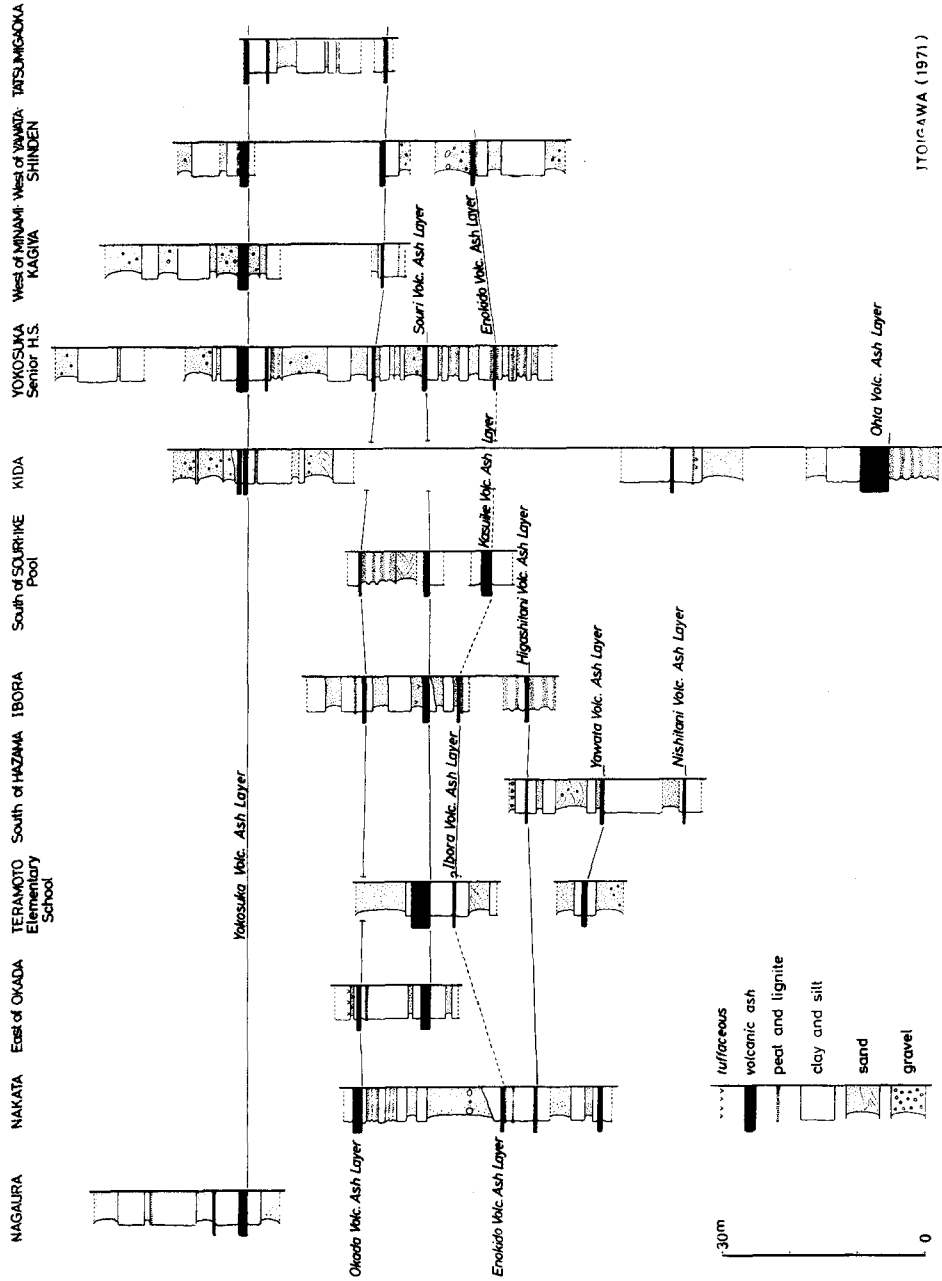 NAGAURA
NAKATA
East of OKADA
TERAMOTO
Elementary
School
South of HAZAMA
IBORA
South of SOURI-IKE
Pool
KIDA
YOKOSUKA
Senior H.S.
West of MINAMI-
KAGIYA
West of YAWATA-
SHINDEN
TATSUMIGAOKA
Yokosuka Volc. Ash Layer
Okada Volc. Ash Layer
Enokido Volc. Ash Layer
?Ibora Volc. Ash Layer
Higashitani Volc. Ash Layer
Yawata Volc. Ash Layer
Nishitani Volc. Ash Layer
Kasuike Volc. Ash Layer
Souri Volc. Ash Layer
Enokido Volc. Ash Layer
Ohta Volc. Ash Layer
30m
0
tuffaceous
volcanic ash
peat and lignite
clay and silt
sand
gravel
ITOIGAWA (1971)